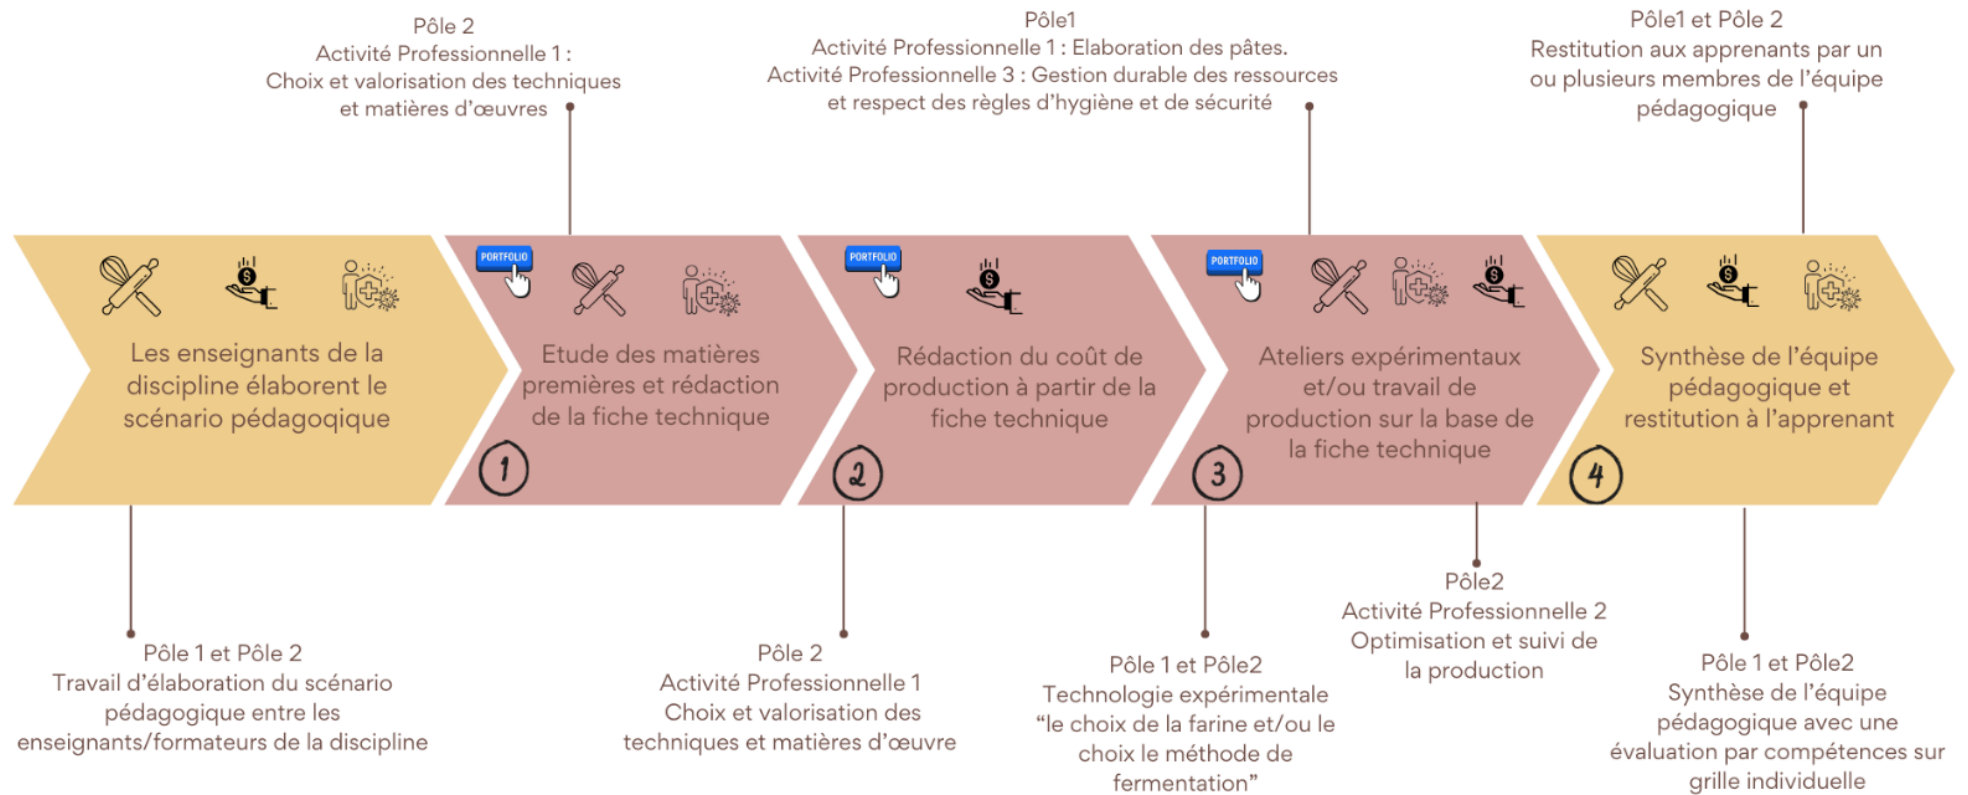 Pôle 2
Activité Professionnelle 1 :
Choix et valorisation des techniques
et matières d'œuvres
Pôle1
Activité Professionnelle 1 : Elaboration des pâtes.
Activité Professionnelle 3 : Gestion durable des ressources
et respect des règles d'hygiène et de sécurité
Pôle1 et Pôle 2
Restitution aux apprenants par un
ou plusieurs membres de l'équipe
pédagogique
Les enseignants de la
discipline élaborent le
scénario pédagoqique
PORTFOLIO
Etude des matières
premières et rédaction
de la fiche technique
1
PORTFOLIO
Rédaction du coût de
production à partir de la
fiche technique
2
PORTFOLIO
Ateliers expérimentaux
et/ou travail de
production sur la base de
la fiche technique
3
Synthèse de l'équipe
pédagogique et
restitution à l'apprenant
4
Pôle 1 et Pôle 2
Travail d'élaboration du scénario
pédagogique entre les
enseignants/formateurs de la discipline
Pôle 2
Activité Professionnelle 1
Choix et valorisation des
techniques et matières d'œuvre
Pôle 1 et Pôle2
Technologie expérimentale
“le choix de la farine et/ou le
choix le méthode de
fermentation”
Pôle2
Activité Professionnelle 2
Optimisation et suivi de
la production
Pôle 1 et Pôle2
Synthèse de l'équipe
pédagogique avec une
évaluation par compétences sur
grille individuelle